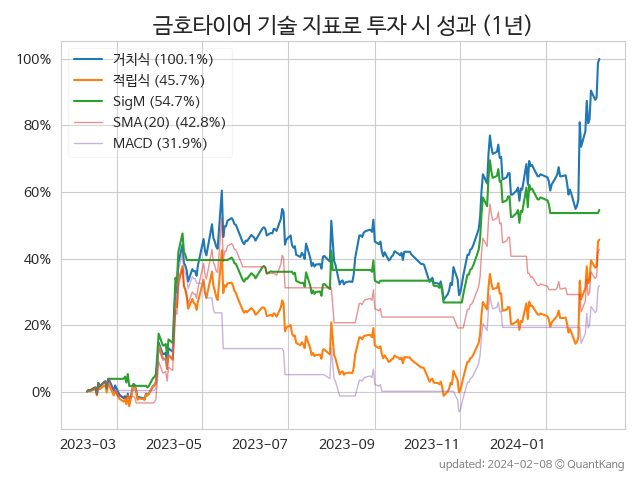 금호타이어 기술 지표로 투자 시 성과 (1년)
거치식 (100.1%)
적립식 (45.7%)
SigM (54.7%)
SMA(20) (42.8%)
MACD (31.9%)
100%
80%
60%
40%
20%
0%
2023-03 2023-05 2023-07 2023-09 2023-11 2024-01
updated: 2024-02-08 © QuantKang